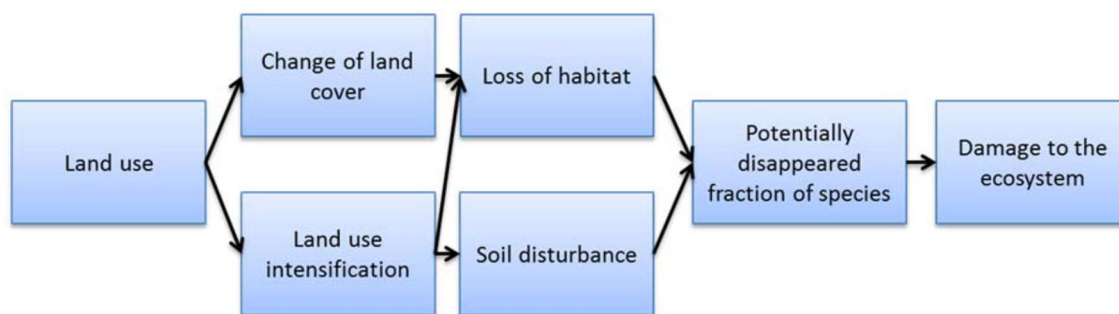 Land use
Change of land
cover
Land use
intensification
Loss of habitat
Soil disturbance
Potentially
disappeared
fraction of species
Damage to the
ecosystem